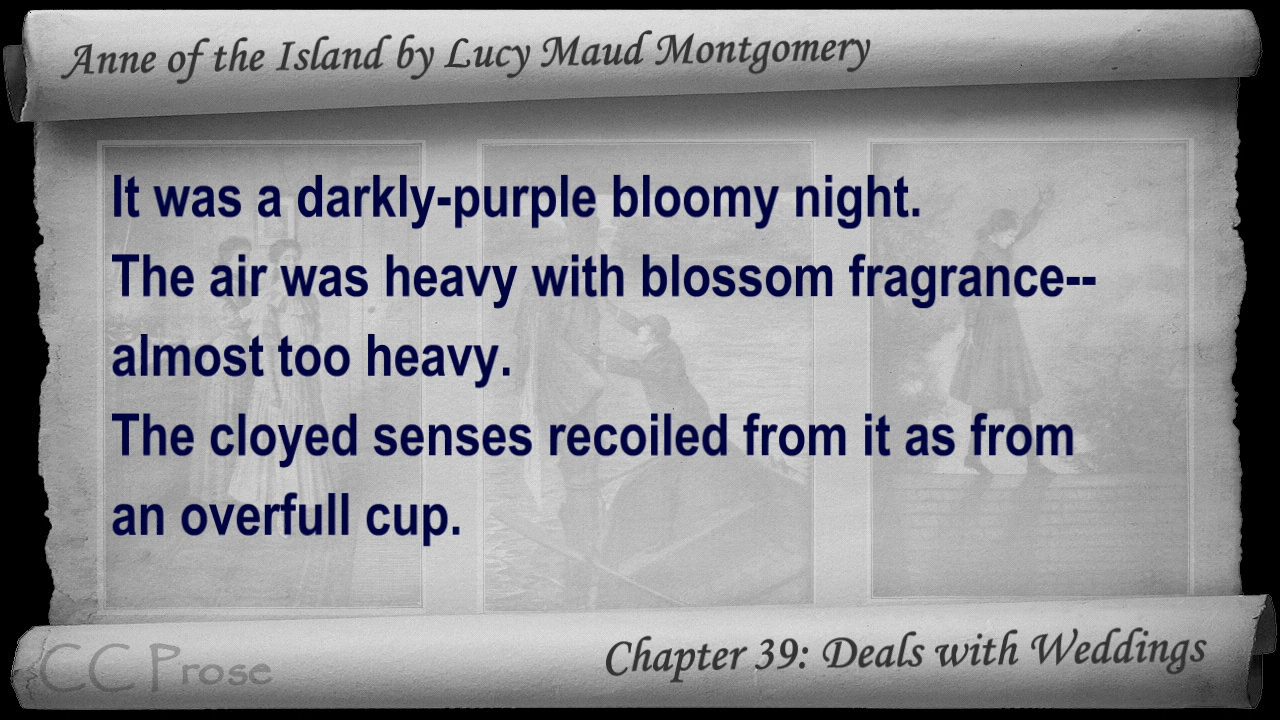 Anne of the Island by Lucy Maud Montgomery
It was a darkly-purple bloomy night.
The air was heavy with blossom fragrance--
almost too heavy.
The cloyed senses recoiled from it as from
an overfull cup.
CC Prose
Chapter 39: Deals with Weddings